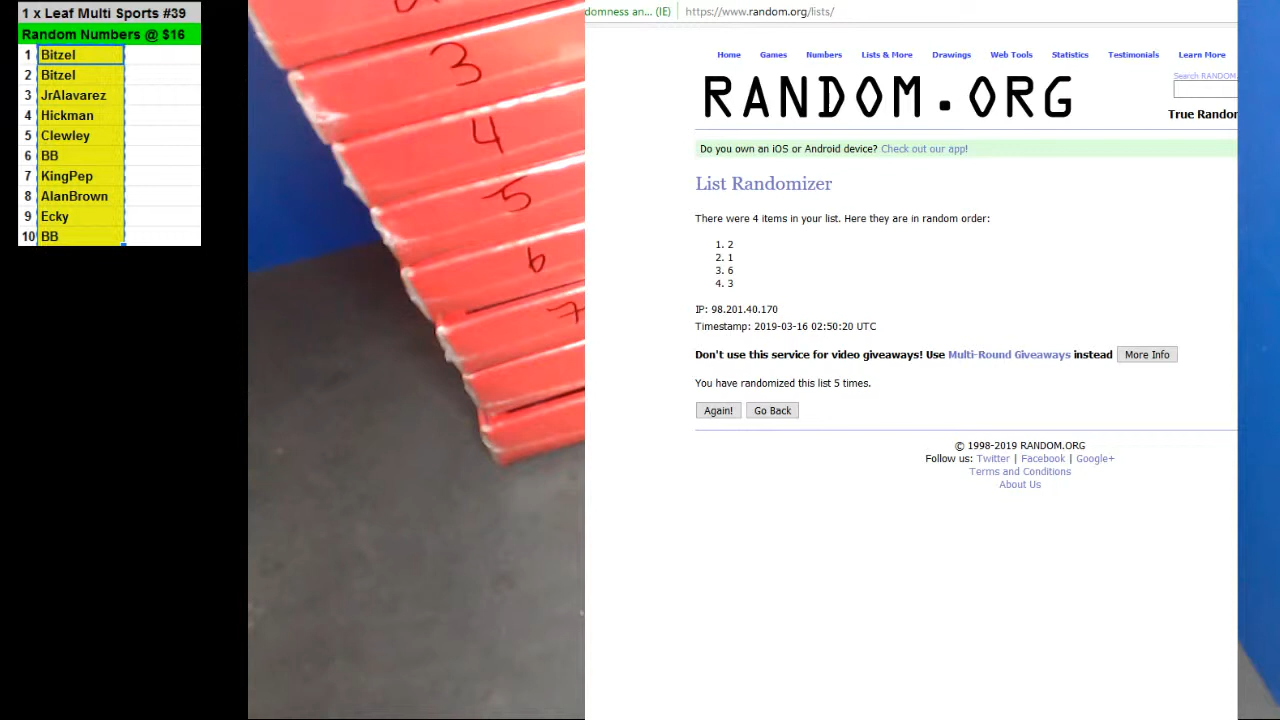 1 x Leaf Multi Sports #39
Random Numbers @ $16
1 Bitzel
2 Bitzel
3 JrAlavarez
4 Hickman
5 Clewley
6 BB
7 KingPep
8 AlanBrown
9 Ecky
10 BB
3
4
5
6
7
domness an... (IE) https://www.random.org/lists/
Home Games Numbers Lists & More Drawings Web Tools Statistics Testimonials Learn More
Search RANDOM
RANDOM.ORG
True Randor
Do you own an iOS or Android device? Check out our app!
List Randomizer
There were 4 items in your list. Here they are in random order:
1. 2
2. 1
3. 6
4. 3
IP: 98.201.40.170
Timestamp: 2019-03-16 02:50:20 UTC
Don't use this service for video giveaways! Use Multi-Round Giveaways instead More Info
You have randomized this list 5 times.
Again! Go Back
© 1998-2019 RANDOM.ORG
Follow us: Twitter | Facebook | Google+
Terms and Conditions
About Us